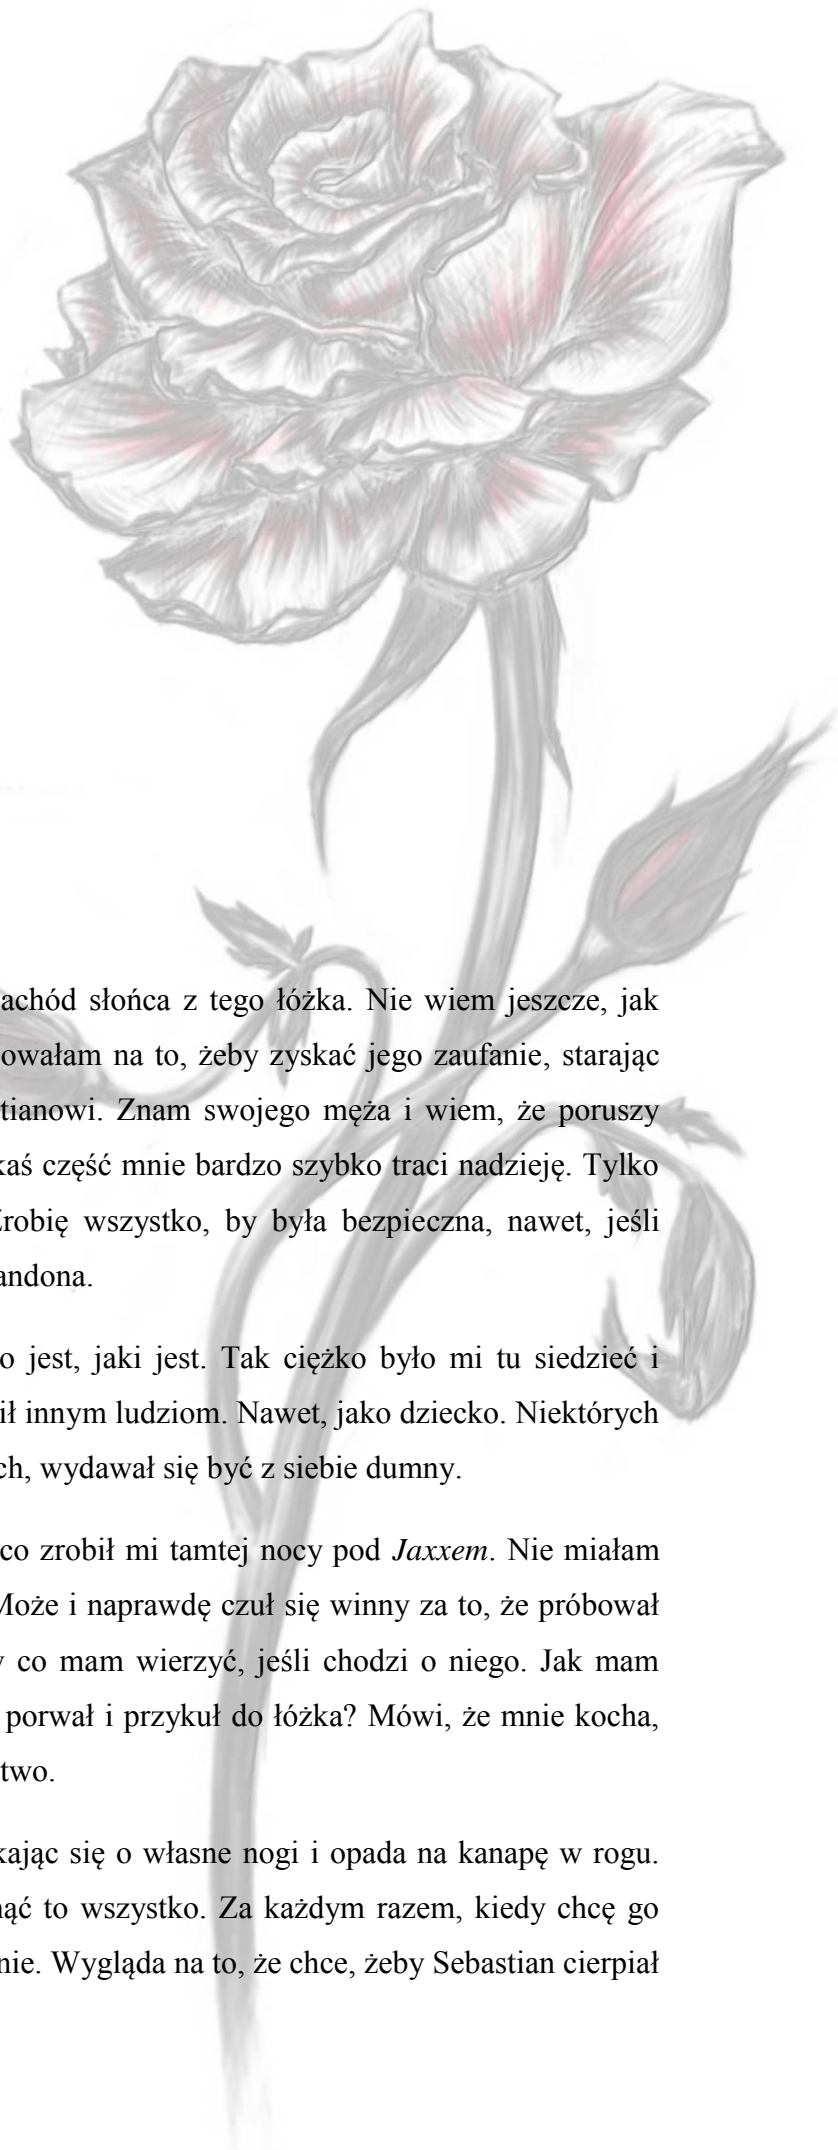 achód słońca z tego łóżka. Nie wiem jeszcze, jak
owałam na to, żeby zyskać jego zaufanie, starając
tianowi. Znam swojego męża i wiem, że poruszy
kaś część mnie bardzo szybko traci nadzieję. Tylko
Zrobię wszystko, by była bezpieczna, nawet, jeśli
andona.
o jest, jaki jest. Tak ciężko było mi tu siedzieć i
ił innym ludziom. Nawet, jako dziecko. Niektórych
ch, wydawał się być z siebie dumny.
co zrobił mi tamtej nocy pod Jaxxem. Nie miałam
Może i naprawdę czuł się winny za to, że próbował
y co mam wierzyć, jeśli chodzi o niego. Jak mam
porwał i przykuł do łóżka? Mówi, że mnie kocha,
two.
kając się o własne nogi i opada na kanapę w rogu.
nąć to wszystko. Za każdym razem, kiedy chcę go
nie. Wygląda na to, że chce, żeby Sebastian cierpiał